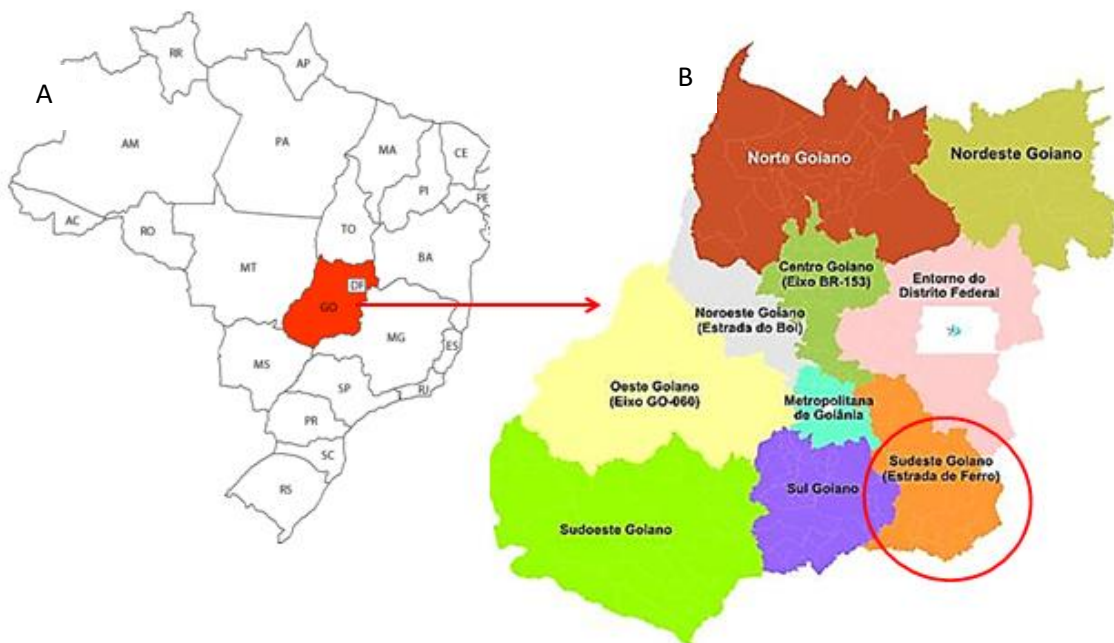 A
RR
AP
AM
PA
MA
CE
PI
PE
AC
RO
TO
BA
MT
DF
GO
MG
ES
MS
SP
RJ
PR
SC
RS
B
Norte Goiano
Nordeste Goiano
Centro Goiano
(Eixo BR-153)
Entorno do
Distrito Federal
Noroeste Goiano
(Estrada do Boi)
Oeste Goiano
(Eixo GO-060)
Metropolitana
de Goiânia
Sudeste Goiano
(Estrada de Ferro)
Sul Goiano
Sudoeste Goiano